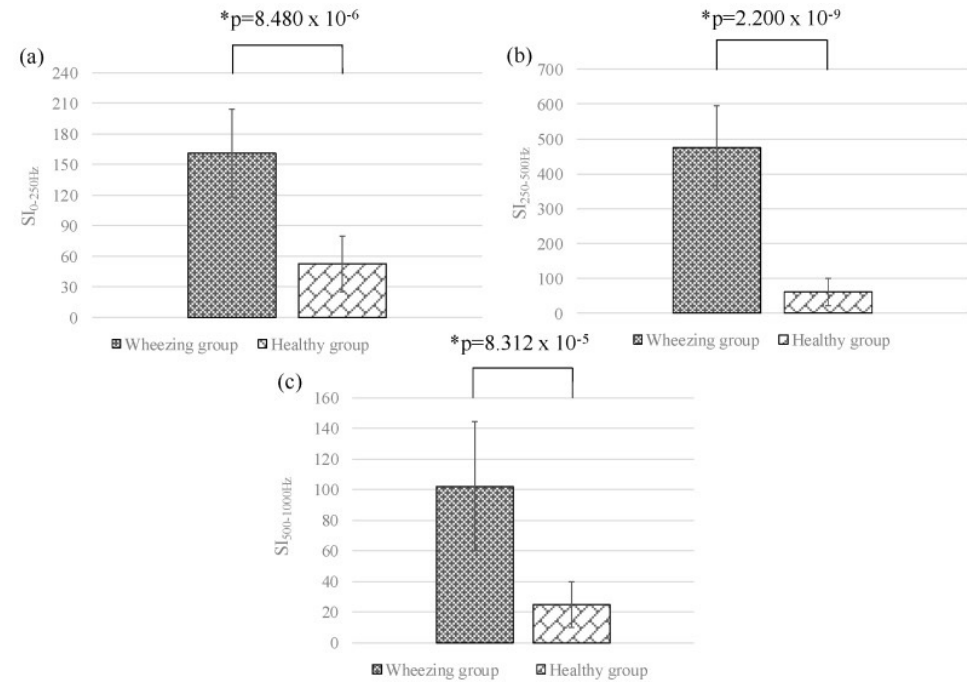 *p=8.480 x 10-6
(a)
240
210
180
150
120
90
60
30
0
SI0-250Hz
Wheezing group Healthy group
*p=2.200 x 10-9
(b)
700
600
500
400
300
200
100
0
SI250-500Hz
Wheezing group Healthy group
*p=8.312 x 10-5
(c)
160
140
120
100
80
60
40
20
0
SI500-1000Hz
Wheezing group Healthy group